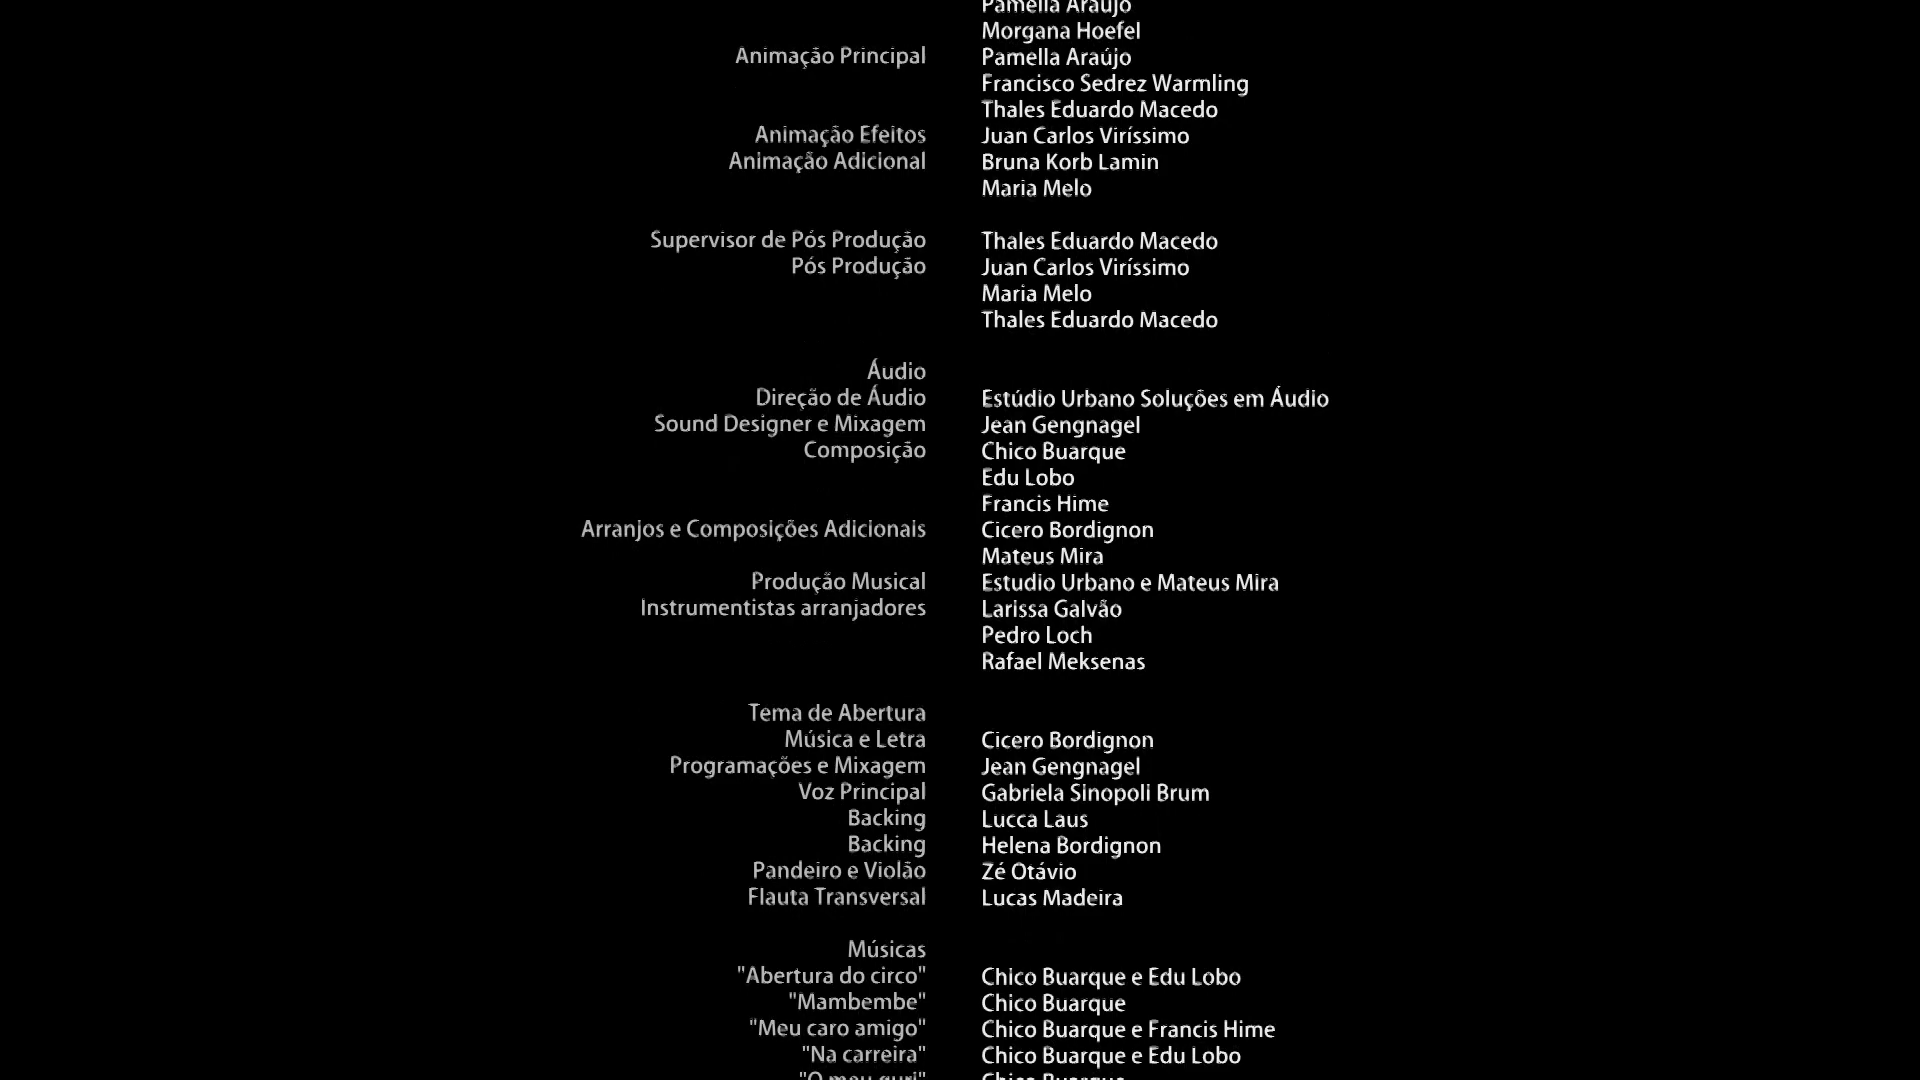 Pamella Araújo
Morgana Hoefel
Animação Principal Pamella Araújo
Francisco Sedrez Warmling
Thales Eduardo Macedo
Animação Efeitos Juan Carlos Viríssimo
Animação Adicional Bruna Korb Lamin
Maria Melo
Supervisor de Pós Produção Thales Eduardo Macedo
Pós Produção Juan Carlos Viríssimo
Maria Melo
Thales Eduardo Macedo
Áudio
Direção de Áudio Estúdio Urbano Soluções em Áudio
Sound Designer e Mixagem Jean Gengnagel
Composição Chico Buarque
Edu Lobo
Francis Hime
Arranjos e Composições Adicionais Cicero Bordignon
Mateus Mira
Produção Musical Estudio Urbano e Mateus Mira
Instrumentistas arranjadores Larissa Galvão
Pedro Loch
Rafael Meksenas
Tema de Abertura
Música e Letra Cicero Bordignon
Programações e Mixagem Jean Gengnagel
Voz Principal Gabriela Sinopoli Brum
Backing Lucca Laus
Backing Helena Bordignon
Pandeiro e Violão Zé Otávio
Flauta Transversal Lucas Madeira
Músicas
"Abertura do circo" Chico Buarque e Edu Lobo
"Mambembe" Chico Buarque
"Meu caro amigo" Chico Buarque e Francis Hime
"Na carreira" Chico Buarque e Edu Lobo
"O meu guri" Chico Buarque